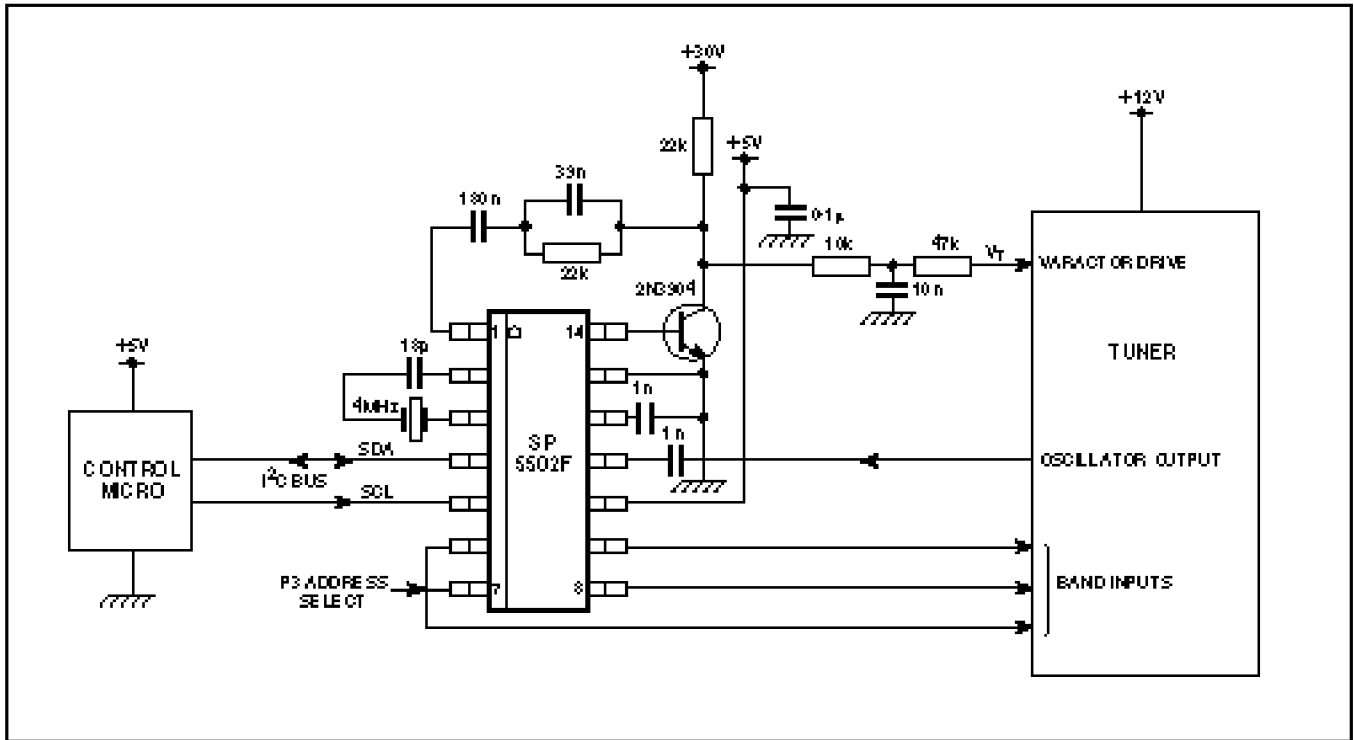 +30V
+12V
22k
+5V
39n
180n
0·1µ
10k
47k
VT
VARACTOR DRIVE
22k
10n
2N3904
1
14
TUNER
+5V
18p
1n
4MHz
SP
5502F
1n
CONTROL
MICRO
SDA
I2C BUS
SCL
OSCILLATOR OUTPUT
P3 ADDRESS
SELECT
7
8
BAND INPUTS